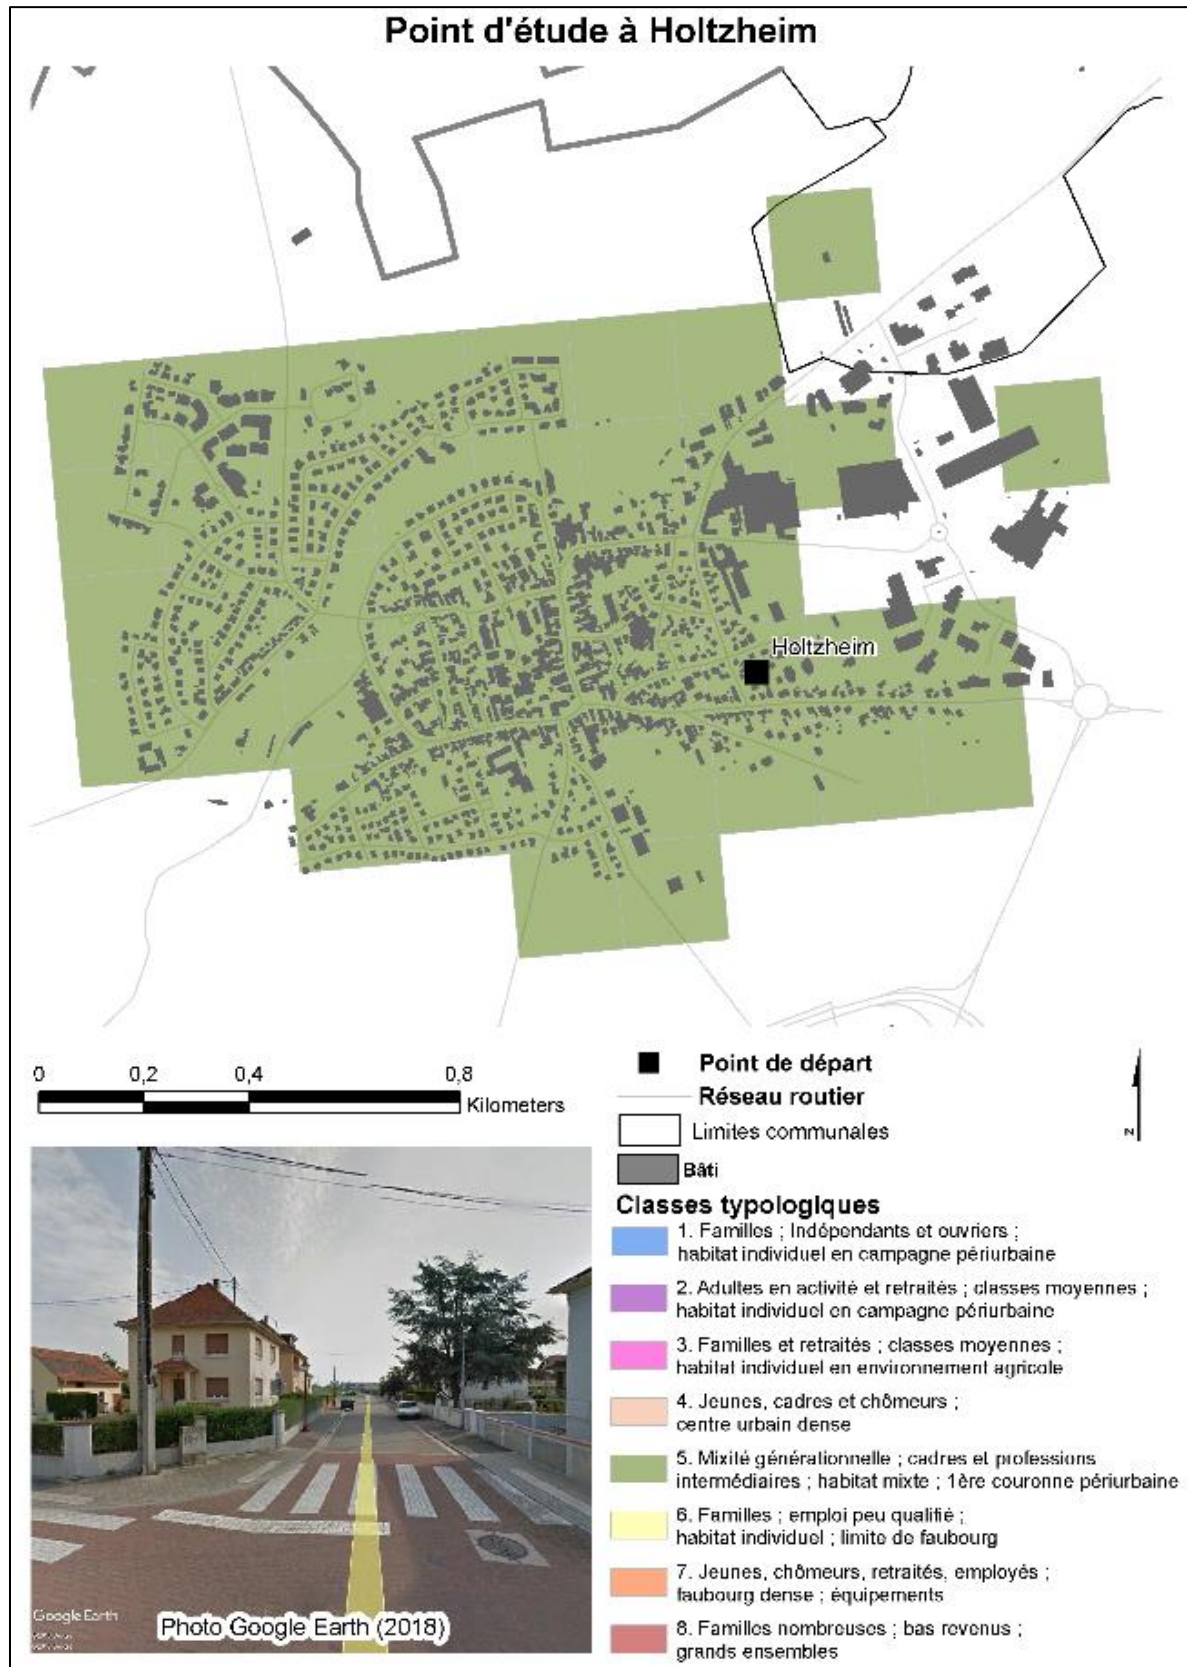 Point d'étude à Holtzheim
Holtzheim
0 0,2 0,4 0,8
Kilometers
Point de départ
Réseau routier
Limites communales
Bâti
N
Classes typologiques
1. Familles ; Indépendants et ouvriers ;
habitat individuel en campagne périurbaine
2. Adultes en activité et retraités ; classes moyennes ;
habitat individuel en campagne périurbaine
3. Familles et retraités ; classes moyennes ;
habitat individuel en environnement agricole
4. Jeunes, cadres et chômeurs ;
centre urbain dense
5. Mixité générationnelle ; cadres et professions
intermédiaires ; habitat mixte ; 1ère couronne périurbaine
6. Familles ; emploi peu qualifié ;
habitat individuel ; limite de faubourg
7. Jeunes, chômeurs, retraités, employés ;
faubourg dense ; équipements
8. Familles nombreuses ; bas revenus ;
grands ensembles
Google Earth
Photo Google Earth (2018)